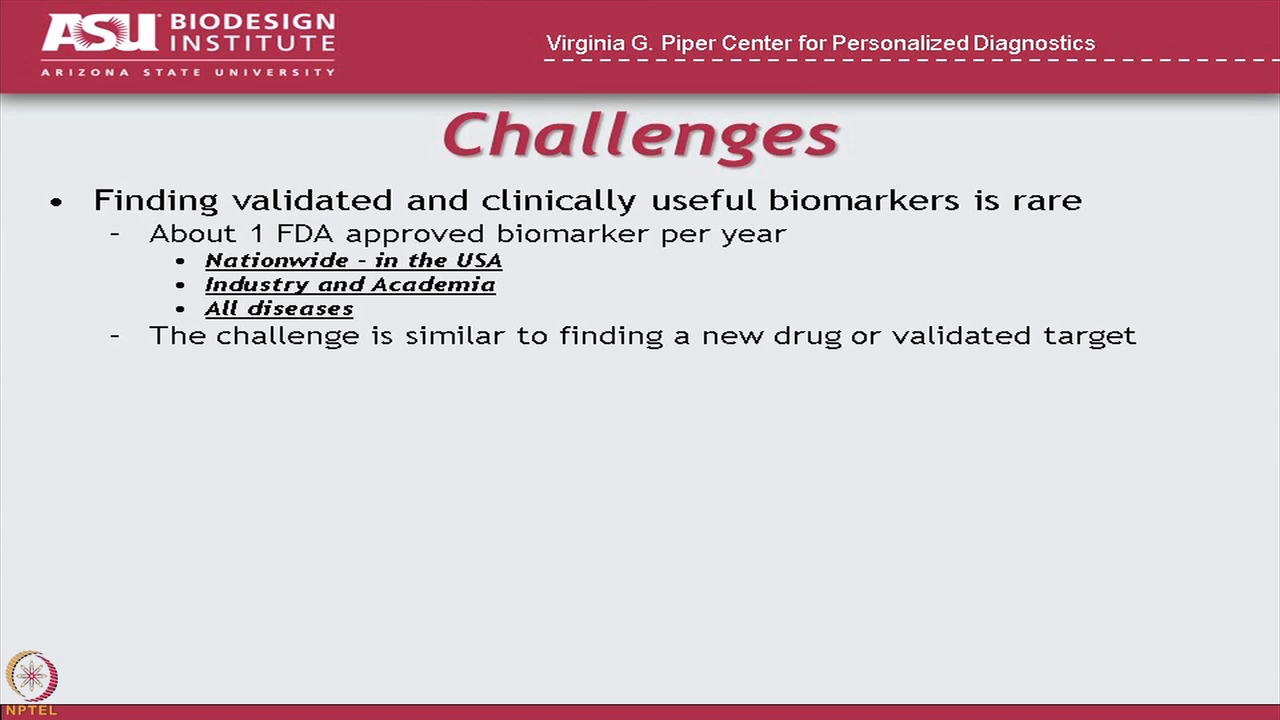 ASU BIODESIGN
INSTITUTE
ARIZONA STATE UNIVERSITY
Virginia G. Piper Center for Personalized Diagnostics
Challenges
• Finding validated and clinically useful biomarkers is rare
- About 1 FDA approved biomarker per year
• Nationwide - in the USA
• Industry and Academia
• All diseases
- The challenge is similar to finding a new drug or validated target
NPTEL